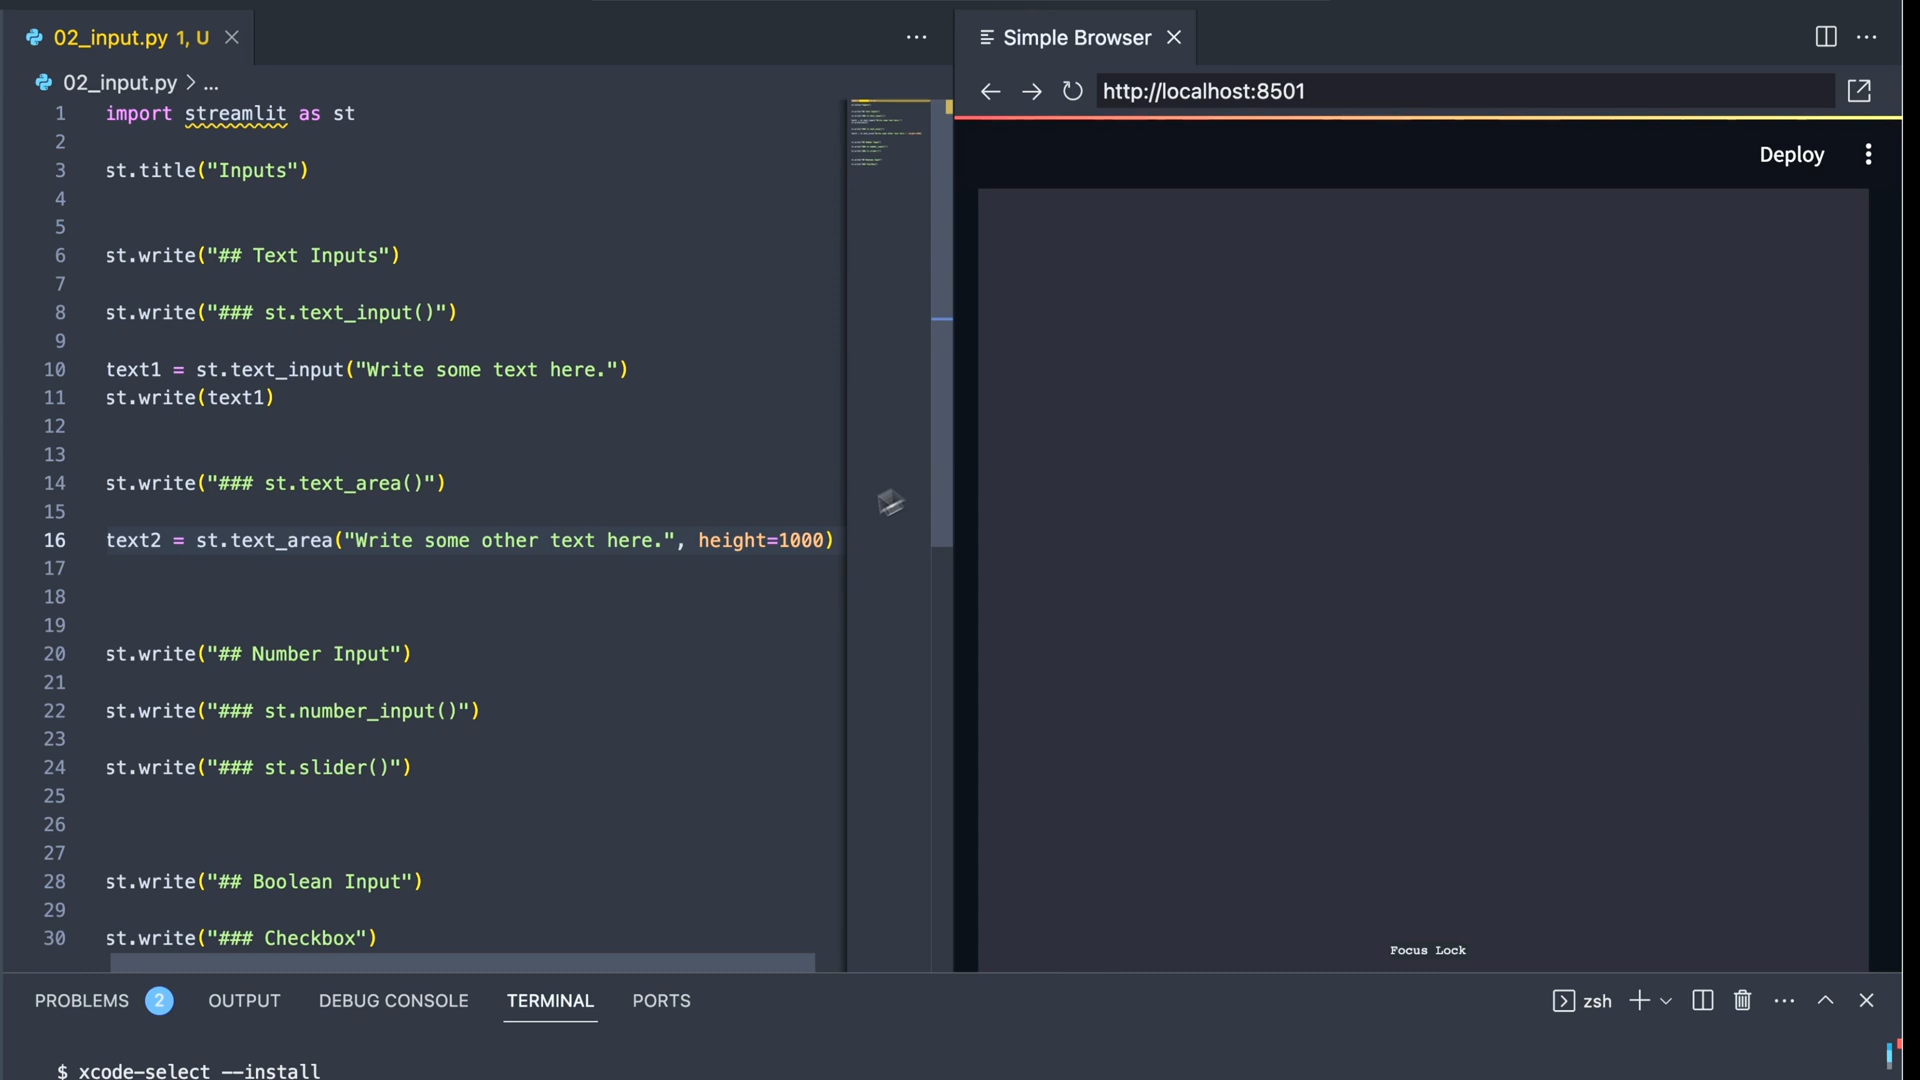 02_input.py 1, U
Simple Browser
02_input.py > ...
http://localhost:8501
Deploy
1 import streamlit as st
2
3 st.title("Inputs")
4
5
6 st.write("## Text Inputs")
7
8 st.write("### st.text_input()")
9
10 text1 = st.text_input("Write some text here.")
11 st.write(text1)
12
13
14 st.write("### st.text_area()")
15
16 text2 = st.text_area("Write some other text here.", height=1000)
17
18
19
20 st.write("## Number Input")
21
22 st.write("### st.number_input()")
23
24 st.write("### st.slider()")
25
26
27
28 st.write("## Boolean Input")
29
30 st.write("### Checkbox")
Focus Lock
PROBLEMS 2 OUTPUT DEBUG CONSOLE TERMINAL PORTS
zsh
$ xcode-select --install